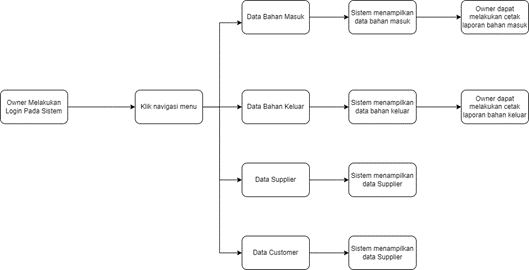 Owner Melakukan
Login Pada Sistem
Klik navigasi menu
Data Bahan Masuk
Sistem menampilkan
data bahan masuk
Owner dapat
melakukan cetak
laporan bahan masuk
Data Bahan Keluar
Sistem menampilkan
data bahan keluar
Owner dapat
melakukan cetak
laporan bahan keluar
Data Supplier
Sistem menampilkan
data Supplier
Data Customer
Sistem menampilkan
data Supplier